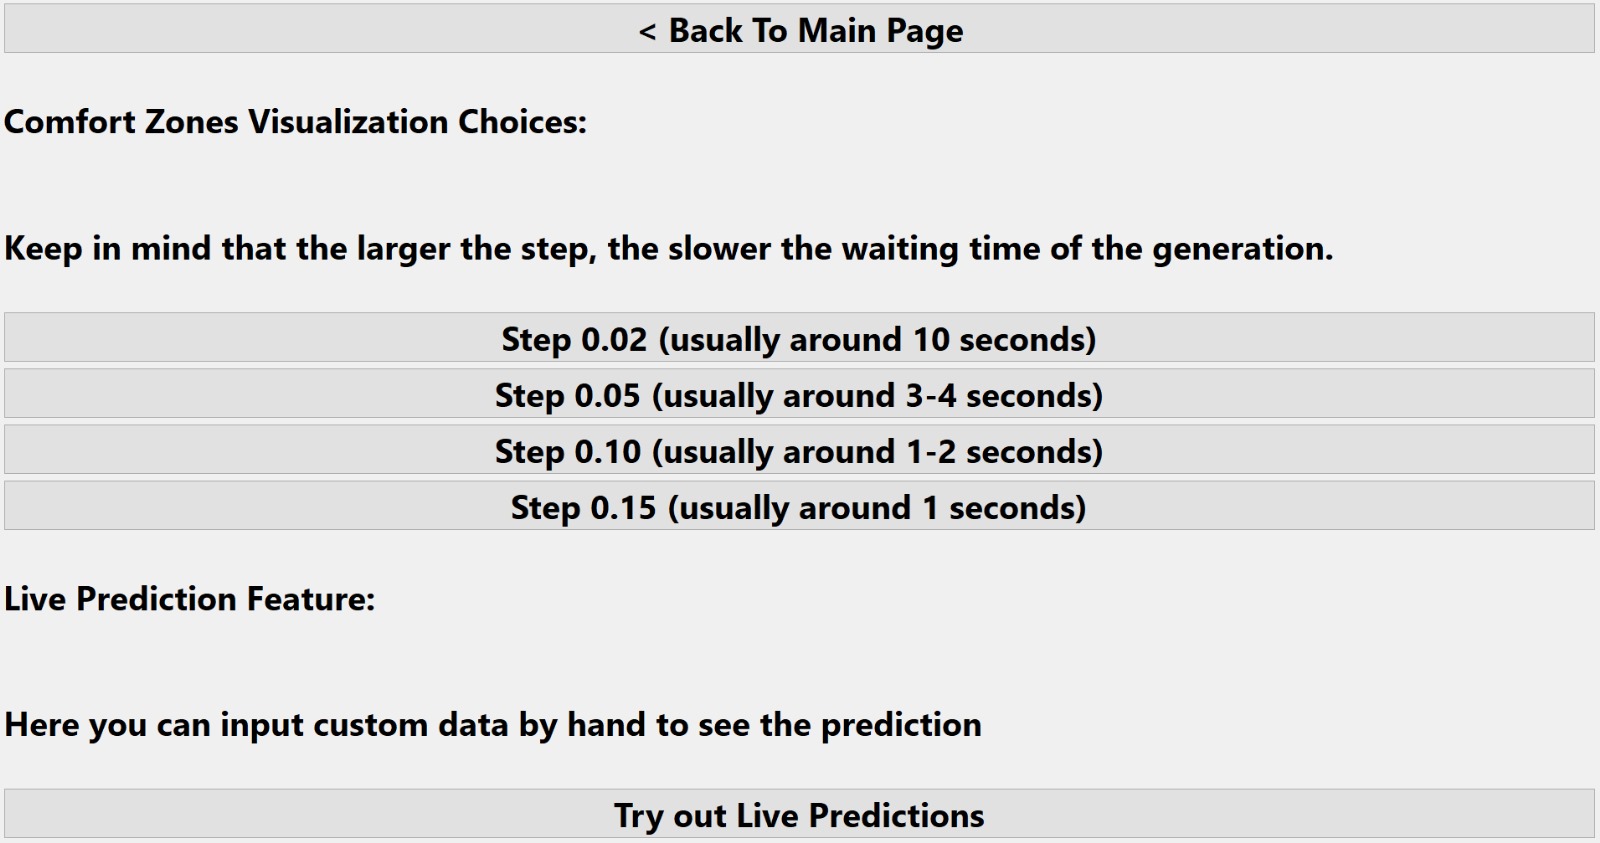 < Back To Main Page
Comfort Zones Visualization Choices:
Keep in mind that the larger the step, the slower the waiting time of the generation.
Step 0.02 (usually around 10 seconds)
Step 0.05 (usually around 3-4 seconds)
Step 0.10 (usually around 1-2 seconds)
Step 0.15 (usually around 1 seconds)
Live Prediction Feature:
Here you can input custom data by hand to see the prediction
Try out Live Predictions